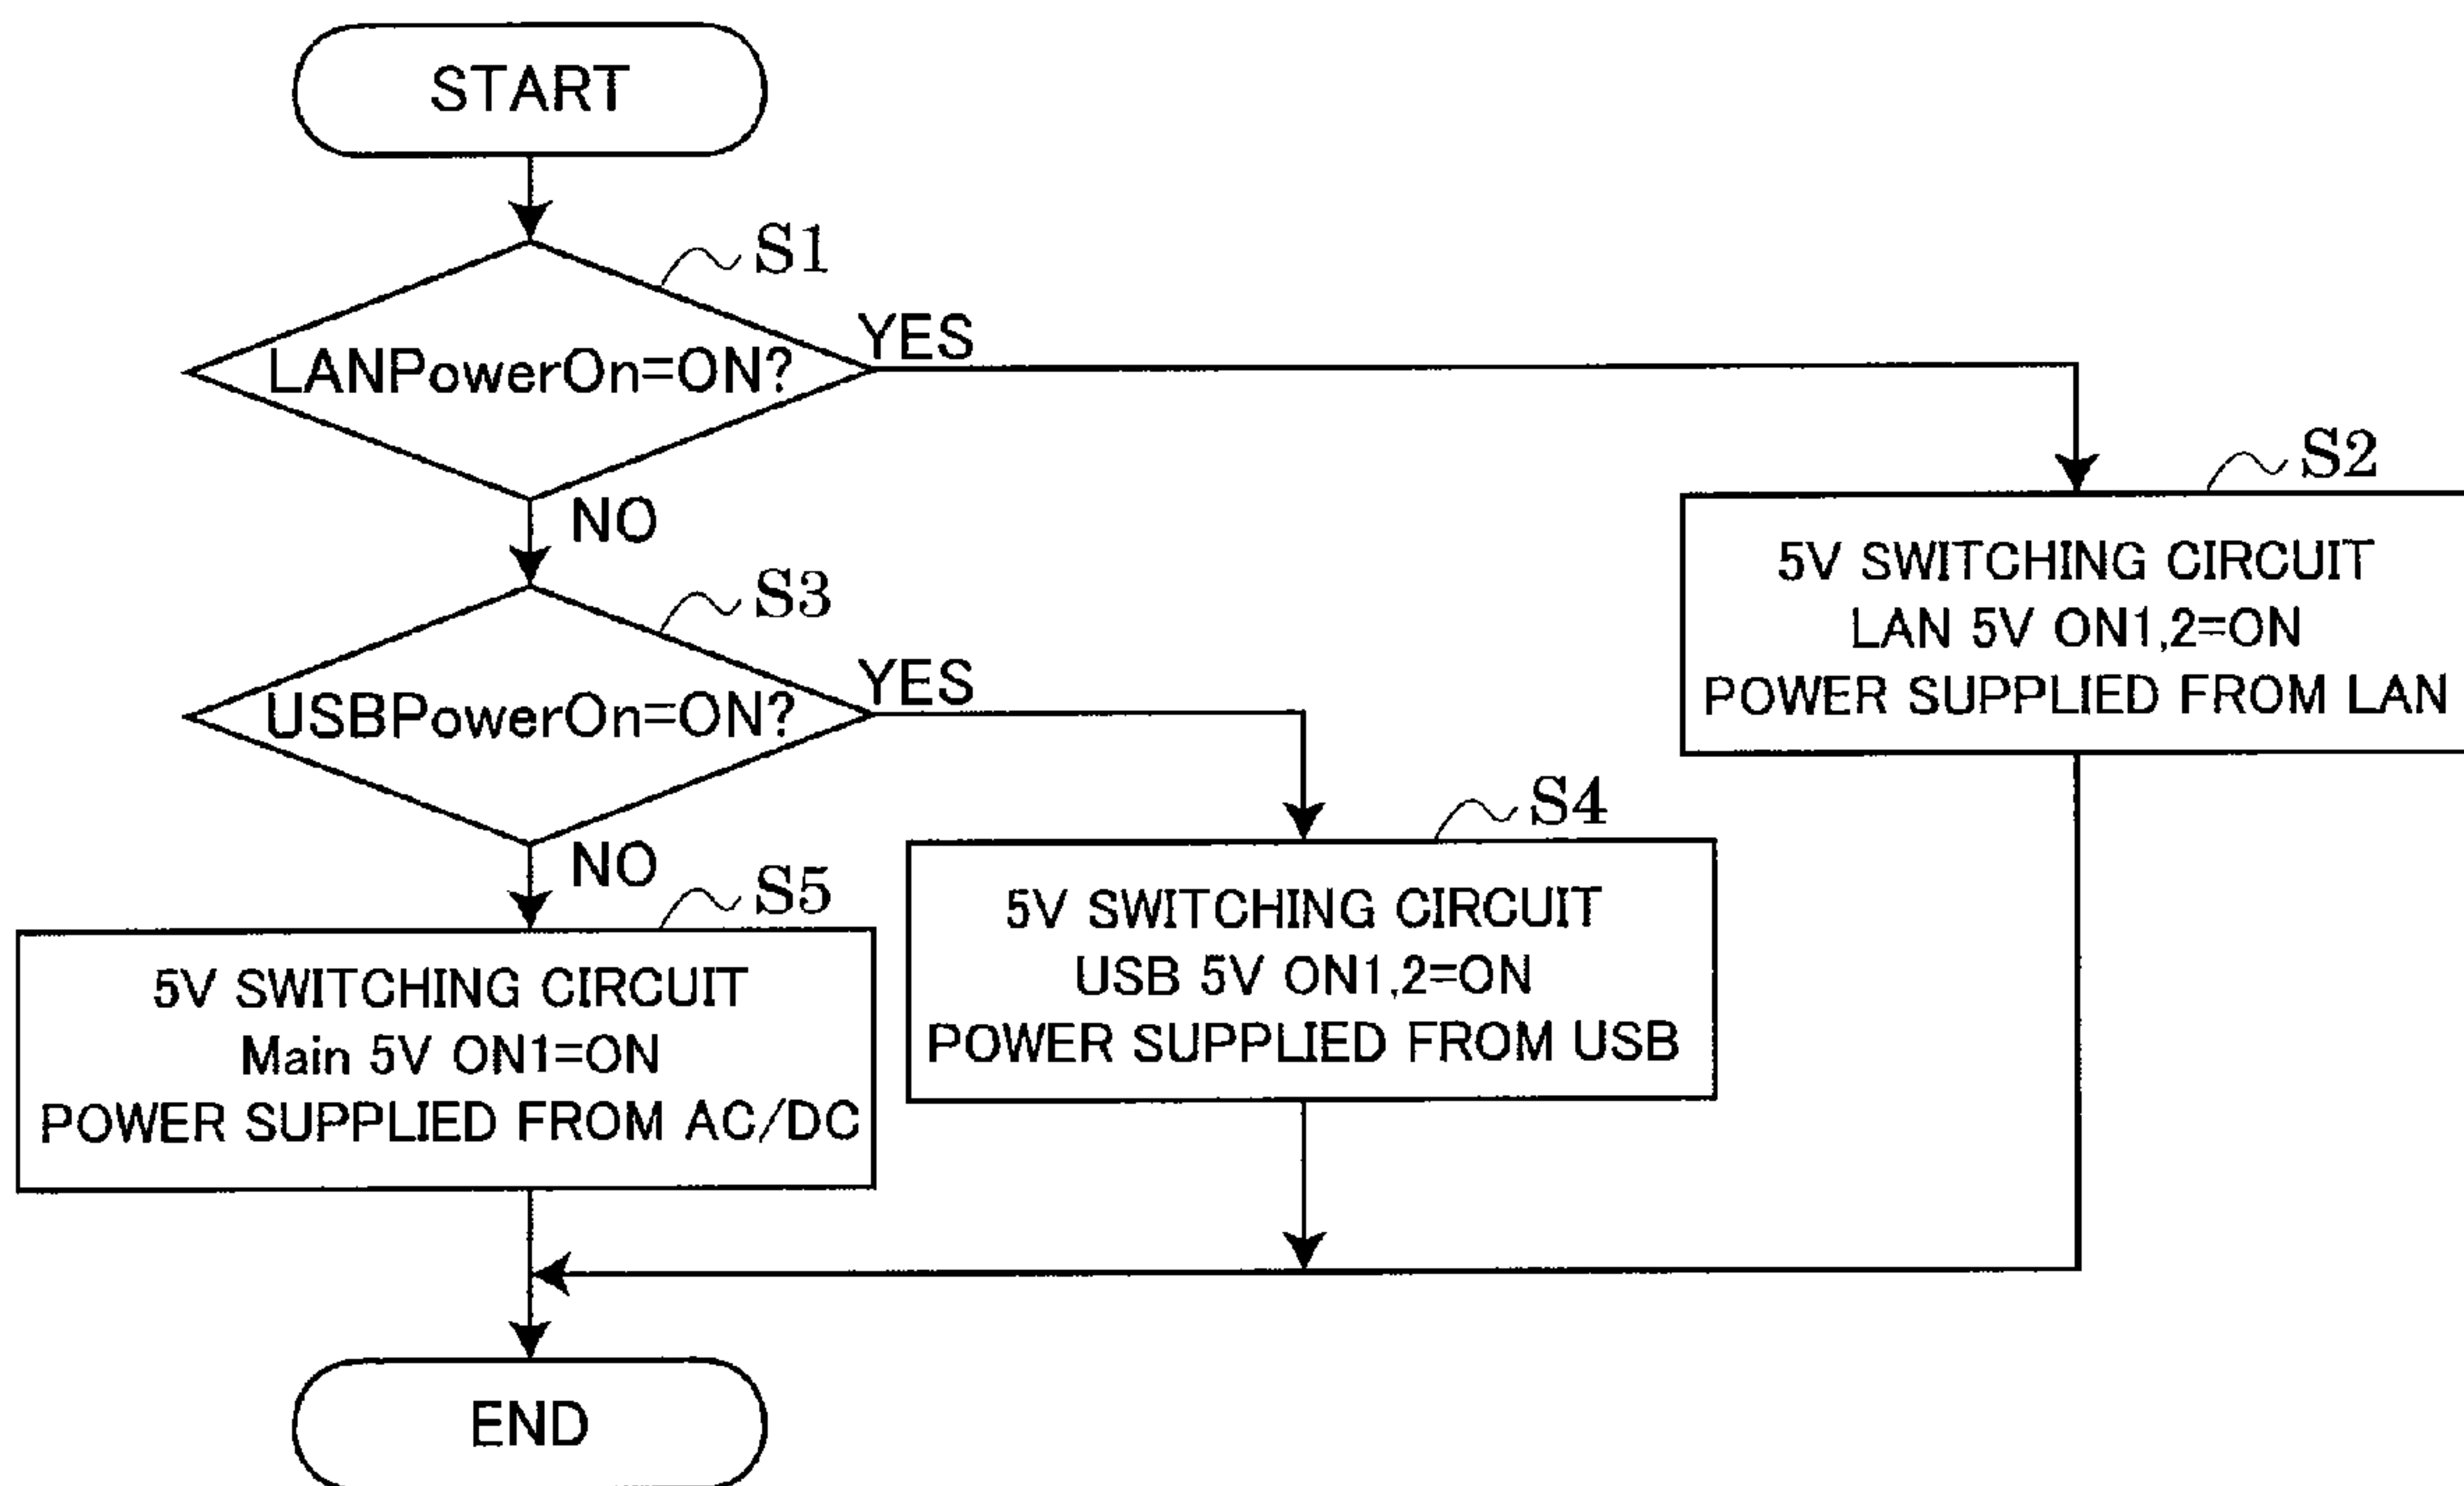 START
S1
LANPowerOn=ON?
YES
NO
S2
5V SWITCHING CIRCUIT
LAN 5V ON1,2=ON
POWER SUPPLIED FROM LAN
S3
USBPowerOn=ON?
YES
NO
S4
5V SWITCHING CIRCUIT
USB 5V ON1,2=ON
POWER SUPPLIED FROM USB
S5
5V SWITCHING CIRCUIT
Main 5V ON1=ON
POWER SUPPLIED FROM AC/DC
END